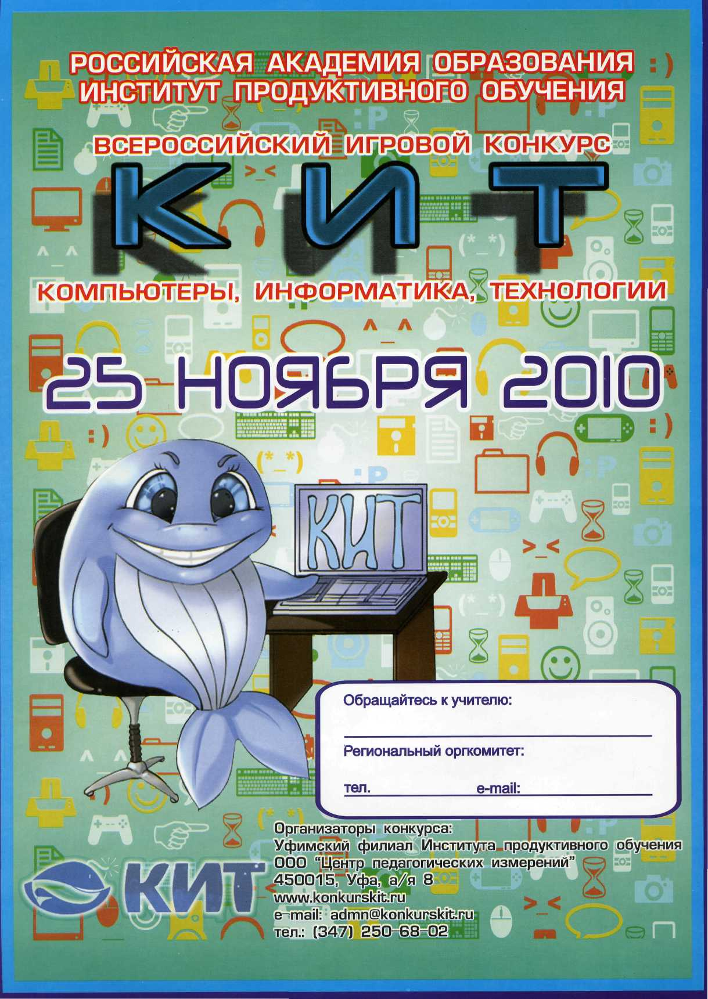 РОССИЙСКАЯ АКАДЕМИЯ ОБРАЗОВАНИЯ
ИНСТИТУТ ПРОДУКТИВНОГО ОБУЧЕНИЯ
ВСЕРОССИЙСКИЙ ИГРОВОЙ КОНКУРС
КИТ
КОМПЬЮТЕРЫ, ИНФОРМАТИКА, ТЕХНОЛОГИИ
25 НОЯБРЯ 2010
КИТ
Обращайтесь к учителю:
Региональный оргкомитет:
тел. e-mail:
Организаторы конкурса:
Уфимский филиал Института продуктивного обучения
ООО "Центр педагогических измерений"
450015, Уфа, а/я 8
www.konkurskit.ru
e-mail: admn@konkurskit.ru
тел.: (347) 250-68-02
КИТ